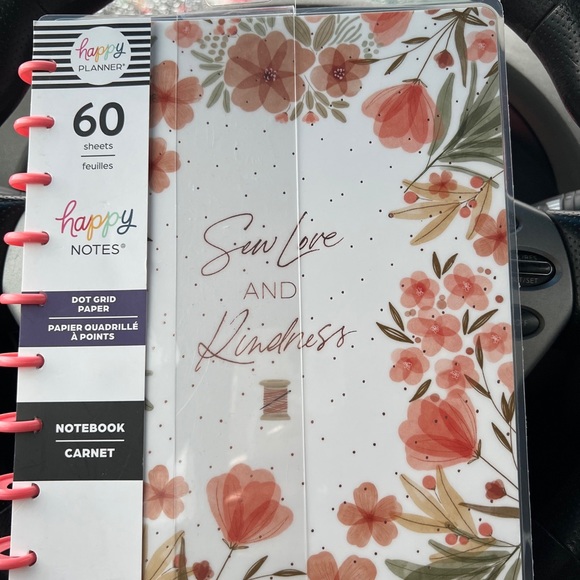 happy
PLANNER®
60
sheets
feuilles
happy
NOTES®
DOT GRID
PAPER
PAPIER QUADRILLÉ
À POINTS
NOTEBOOK
CARNET
Sew Love
AND
Kindness